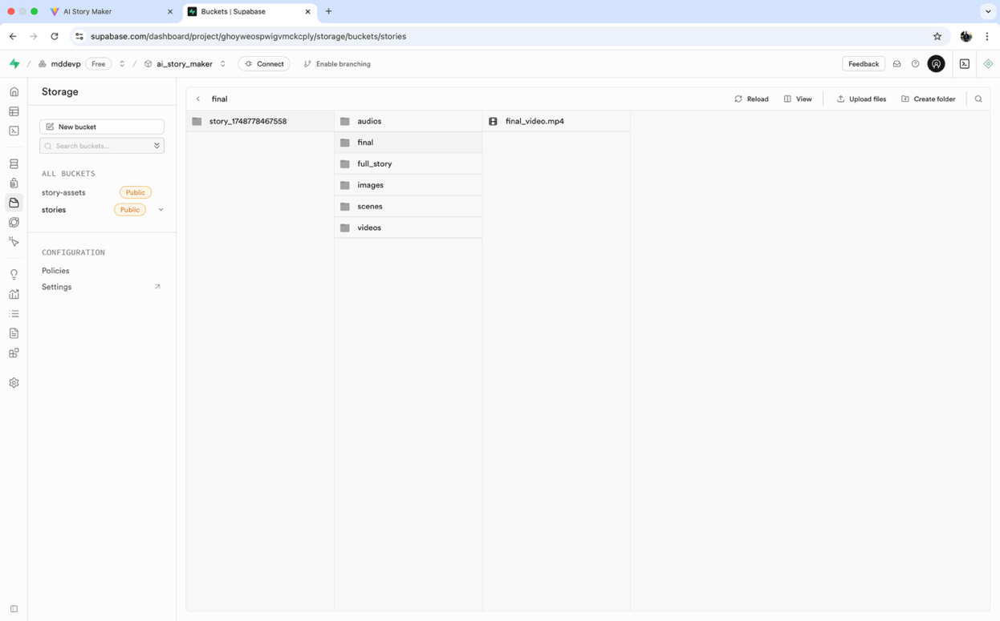 AI Story Maker
Buckets | Supabase
supabase.com/dashboard/project/ghoyweospwigvmckcply/storage/buckets/stories
/ mddevp Free / ai_story_maker Connect Enable branching Feedback
Storage
New bucket
Search buckets...
ALL BUCKETS
story-assets Public
stories Public
CONFIGURATION
Policies
Settings
final Reload View Upload files Create folder
story_1748778467558
audios
final
full_story
images
scenes
videos
final_video.mp4